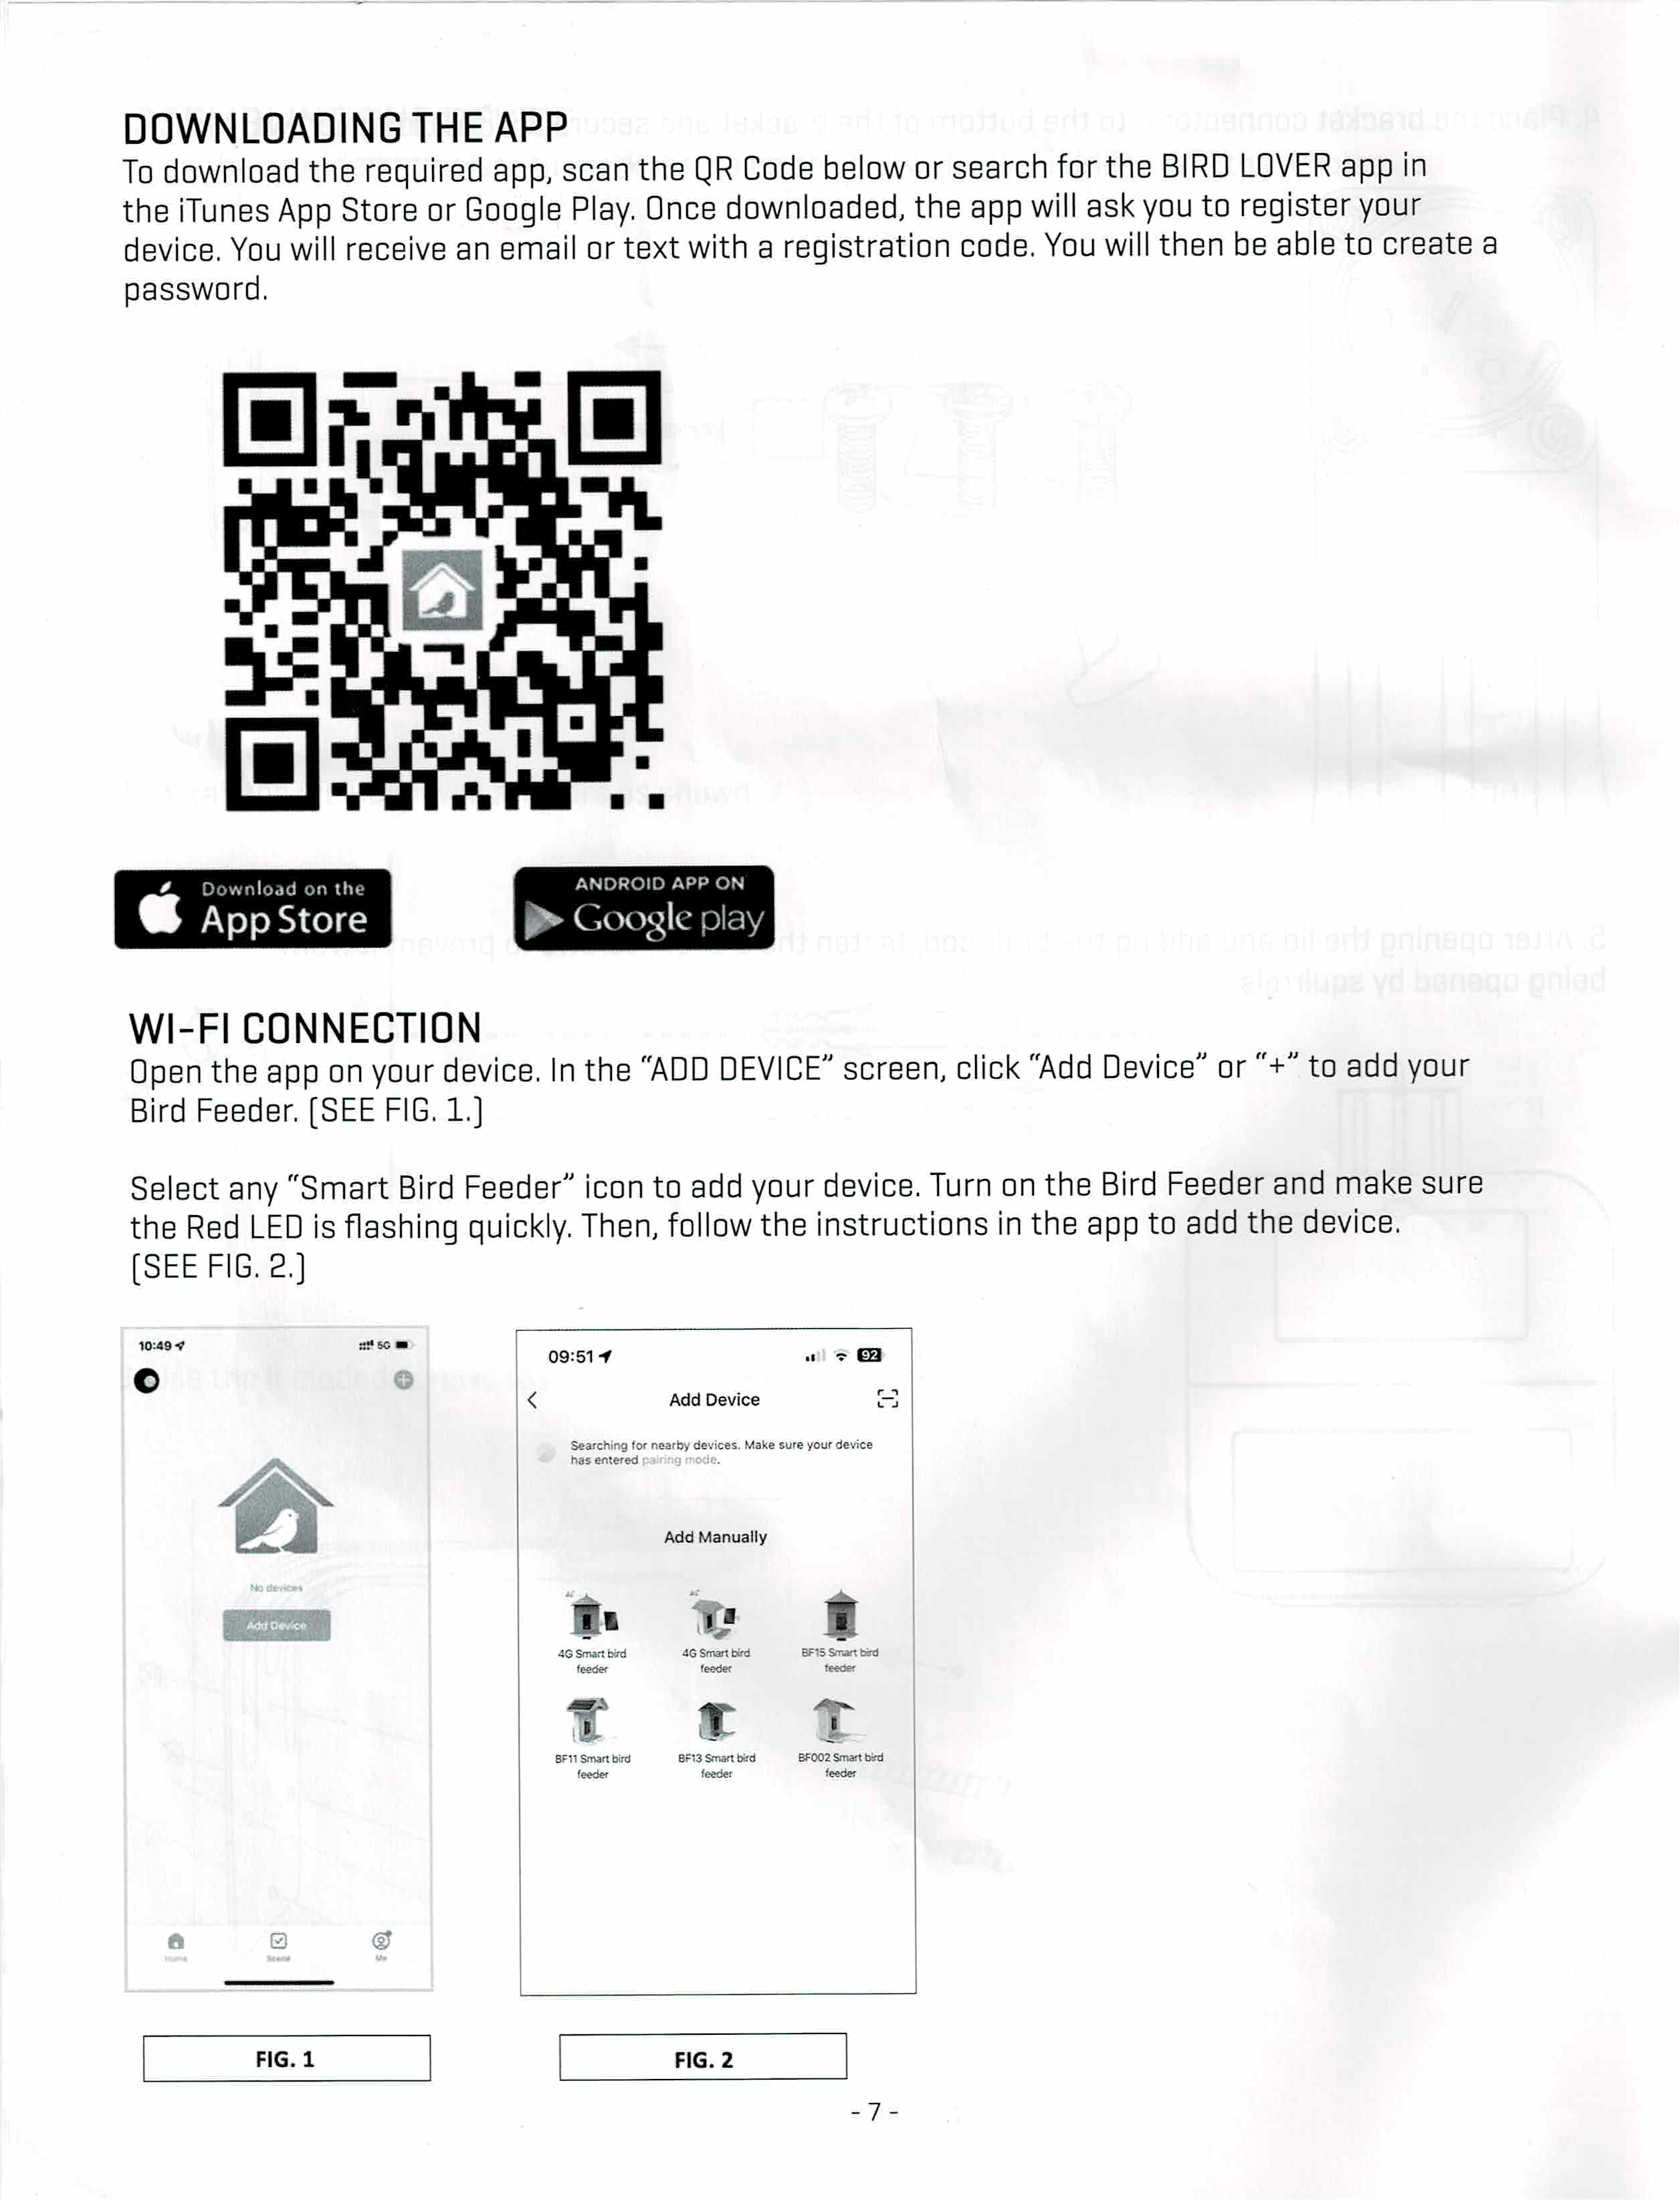 DOWNLOADING THE APP
To download the required app, scan the QR Code below or search for the BIRD LOVER app in
the iTunes App Store or Google Play. Once downloaded, the app will ask you to register your
device. You will receive an email or text with a registration code. You will then be able to create a
password.
Download on the
App Store
ANDROID APP ON
Google play
WI-FI CONNECTION
Open the app on your device. In the “ADD DEVICE” screen, click “Add Device” or “+” to add your
Bird Feeder. (SEE FIG. 1.)
Select any “Smart Bird Feeder” icon to add your device. Turn on the Bird Feeder and make sure
the Red LED is flashing quickly. Then, follow the instructions in the app to add the device.
(SEE FIG. 2.)
10:49
5G
No devices
Add Device
Home
Scene
Me
FIG. 1
09:51
92
Add Device
Searching for nearby devices. Make sure your device
has entered pairing mode.
Add Manually
4G Smart bird
feeder
4G Smart bird
feeder
BF15 Smart bird
feeder
BF11 Smart bird
feeder
BF13 Smart bird
feeder
BF002 Smart bird
feeder
FIG. 2
- 7 -